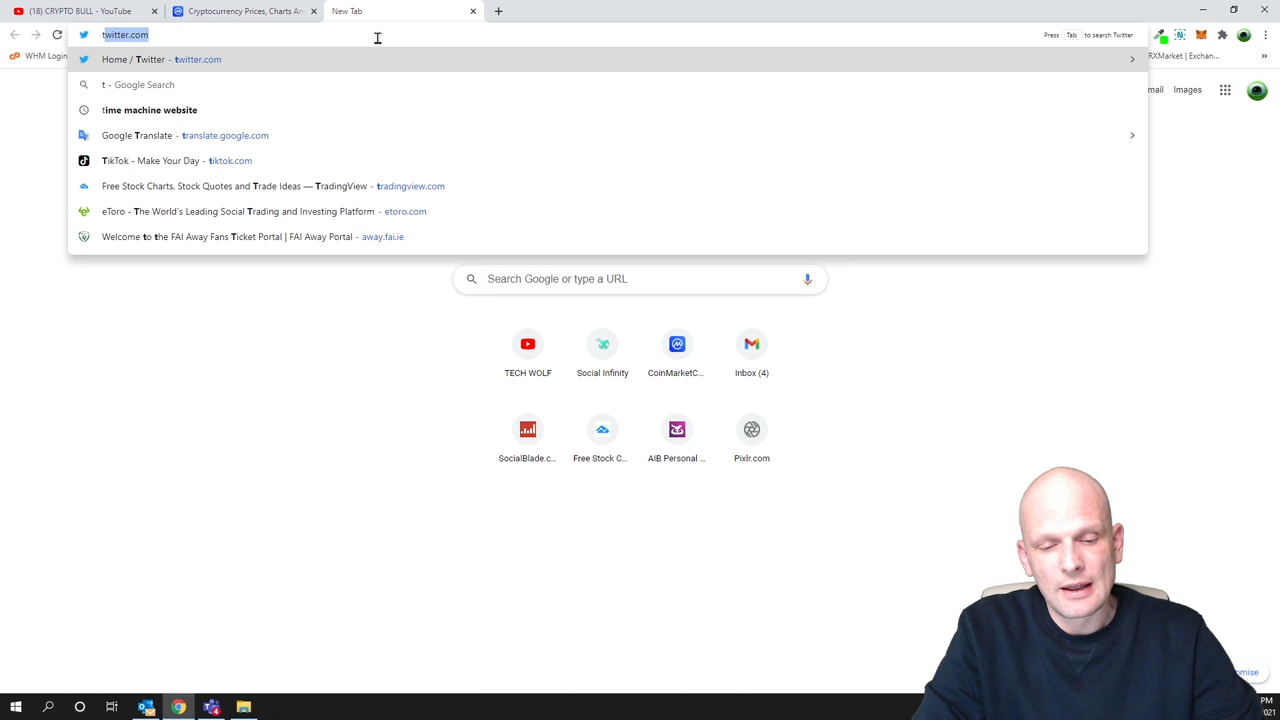 (18) CRYPTO BULL - YouTube
Cryptocurrency Prices, Charts An
New Tab
twitter.com
Press Tab to search Twitter
WHM Login
RXMarket | Exchan...
Home / Twitter - twitter.com
t - Google Search
time machine website
Google Translate - translate.google.com
TikTok - Make Your Day - tiktok.com
Free Stock Charts, Stock Quotes and Trade Ideas — TradingView - tradingview.com
eToro - The World's Leading Social Trading and Investing Platform - etoro.com
Welcome to the FAI Away Fans Ticket Portal | FAI Away Portal - away.fai.ie
mail Images
Search Google or type a URL
TECH WOLF
Social Infinity
CoinMarketC...
Inbox (4)
SocialBlade.c...
Free Stock C...
AIB Personal ...
Pixlr.com
omise
PM
2021